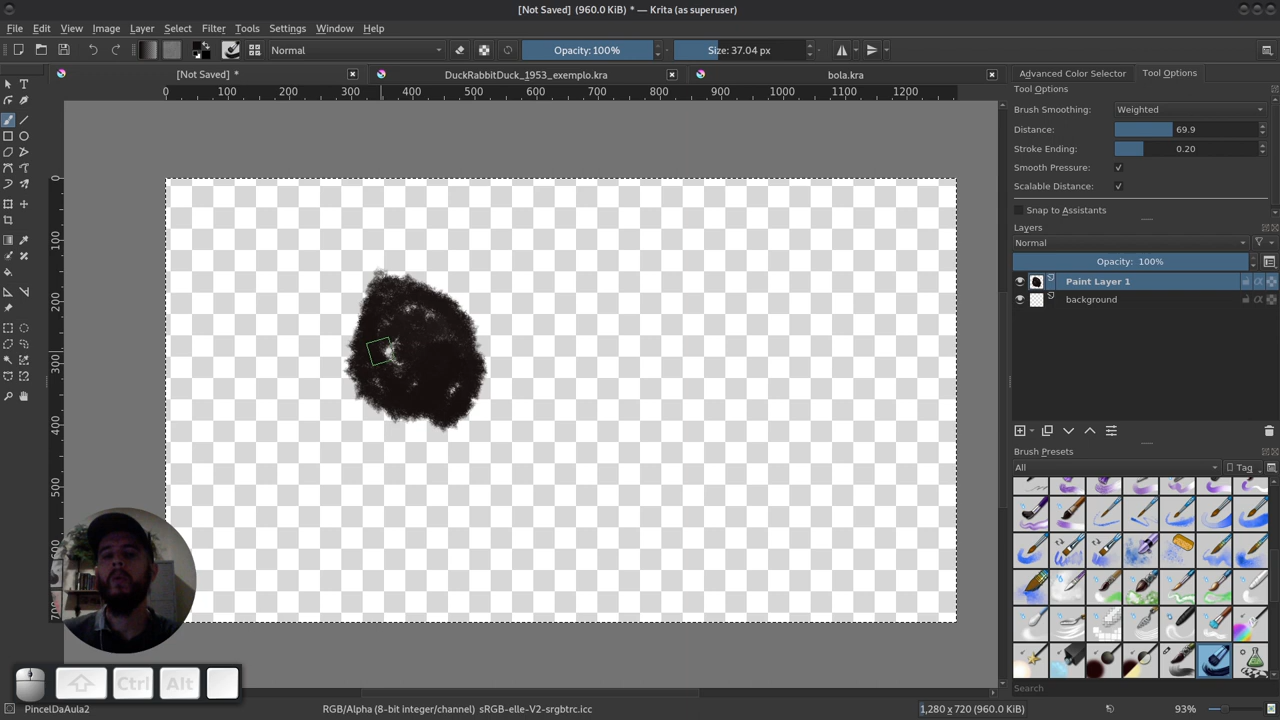 [Not Saved]  (960.0 KiB) * — Krita (as superuser)
File Edit View Image Layer Select Filter Tools Settings Window Help
Normal Opacity: 100% Size: 37.04 px
[Not Saved] * DuckRabbitDuck_1953_exemplo.kra bola.kra Advanced Color Selector Tool Options
0 100 200 300 400 500 600 700 800 900 1000 1100 1200
Tool Options
Brush Smoothing: Weighted
Distance: 69.9
Stroke Ending: 0.20
Smooth Pressure:
Scalable Distance:
Snap to Assistants
0
100
200
300
400
500
600
700
Layers
Normal
Opacity: 100%
Paint Layer 1
background
Brush Presets
All Tag
Ctrl Alt
Search
PincelDaAula2 RGB/Alpha (8-bit integer/channel) sRGB-elle-V2-srgbtrc.icc 1,280 x 720 (960.0 KiB) 93%